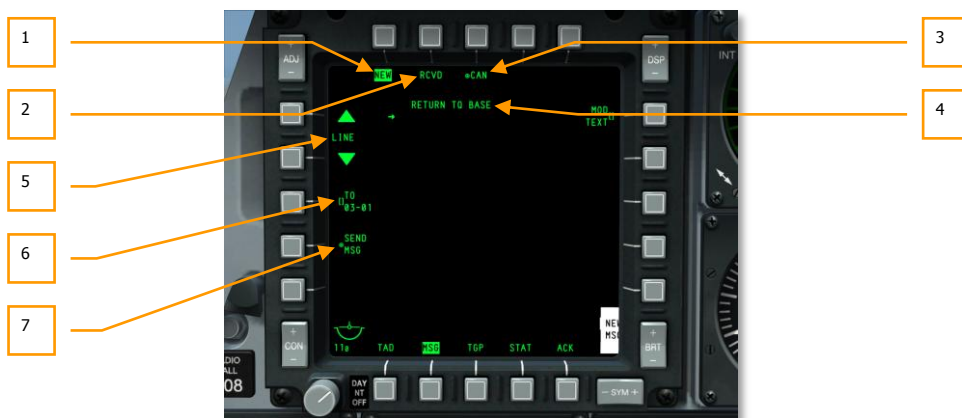 1
3
ADJ
DSP
INT
NEW RCVD CAN
2
4
RETURN TO BASE
MOD
TEXT
LINE
5
TO
03-01
6
SEND
MSG
7
NEW
MSG
CON
BRT
TAD MSG TGP STAT ACK
DAY
NT
OFF
SYM
08